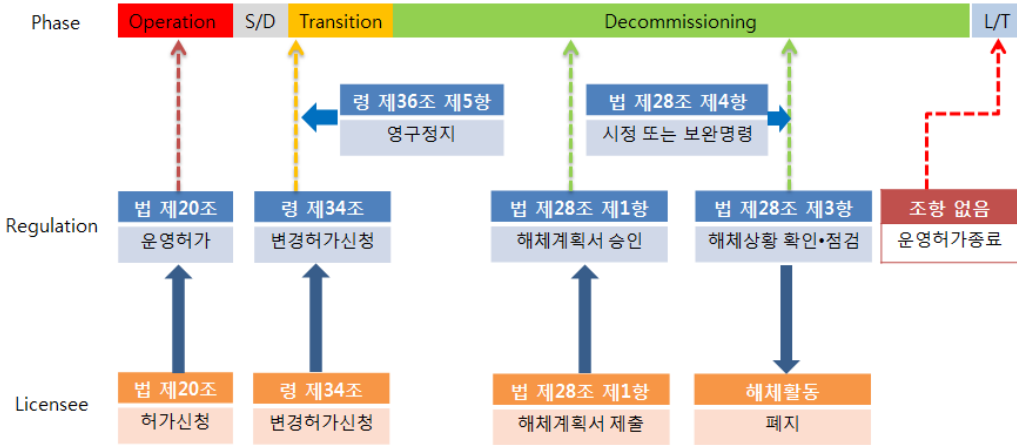 Phase
Operation
S/D
Transition
Decommissioning
L/T
령 제36조 제5항
영구정지
법 제28조 제4항
시정 또는 보완명령
Regulation
법 제20조
운영허가
령 제34조
변경허가신청
법 제28조 제1항
해체계획서 승인
법 제28조 제3항
해체상황 확인•점검
조항 없음
운영허가종료
Licensee
법 제20조
허가신청
령 제34조
변경허가신청
법 제28조 제1항
해체계획서 제출
해체활동
폐지